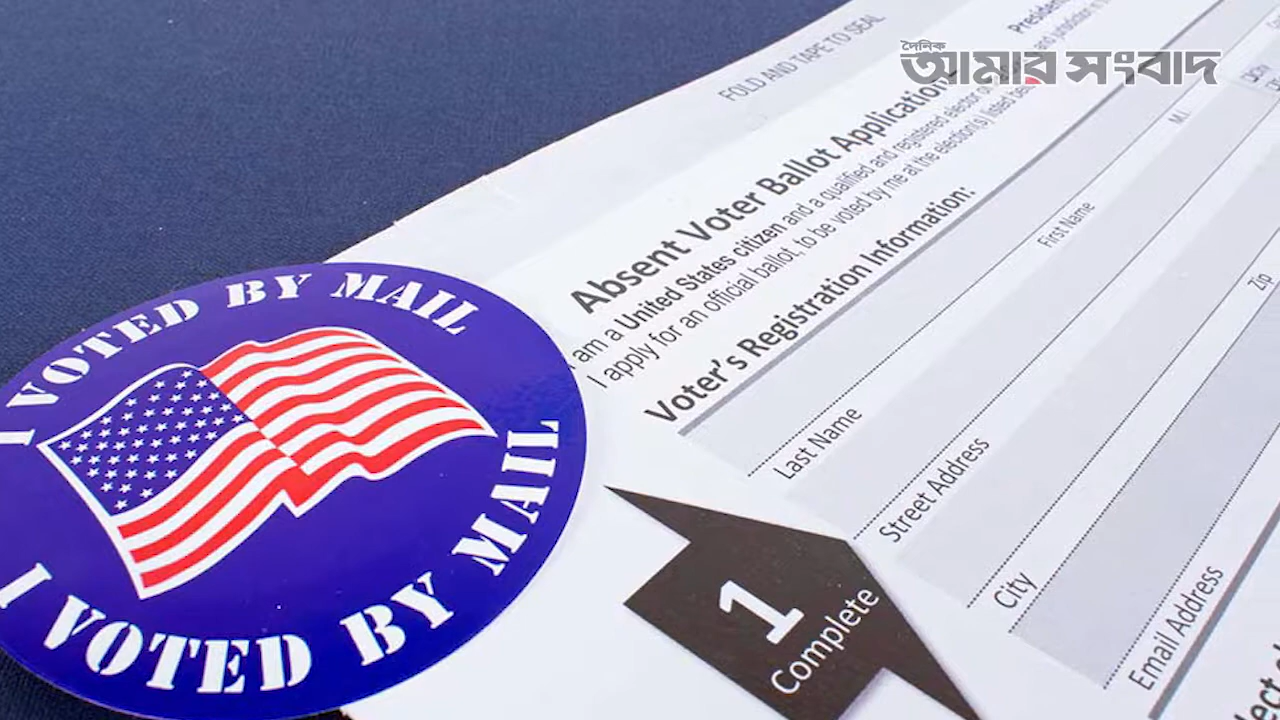 দৈনিক
আমার সংবাদ
FOLD AND TAPE TO SEAL
Absent Voter Ballot Application
am a United States citizen and a qualified and registered elector
I apply for an official ballot, to be voted by me at the election(s) listed
Voter's Registration Information:
Last Name
First Name
M.I.
Street Address
City
Zip
Email Address
1
Complete
I VOTED BY MAIL
I VOTED BY MAIL